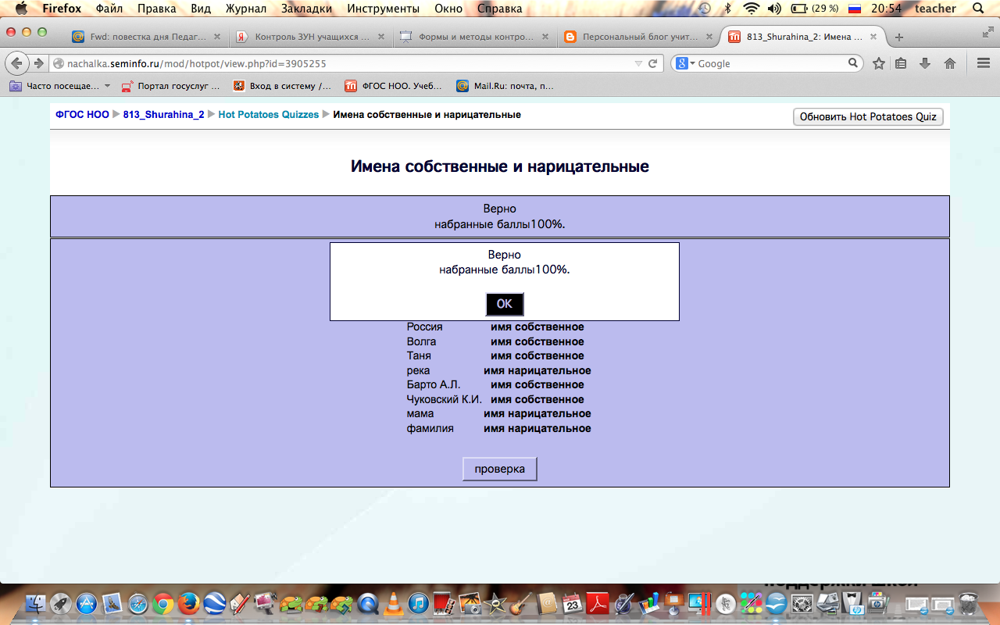 Firefox Файл Правка Вид Журнал Закладки Инструменты Окно Справка (29 %) 20:54 teacher
Fwd: повестка дня Педаг... Контроль ЗУН учащихся ... Формы и методы контро... Персональный блог учит... 813_Shurahina_2: Имена ...
nachalka.seminfo.ru/mod/hotpot/view.php?id=3905255 Google
Часто посещае... Портал госуслуг ... Вход в систему /... ФГОС НОО. Учеб... Mail.Ru: почта, п...
ФГОС НОО 813_Shurahina_2 Hot Potatoes Quizzes Имена собственные и нарицательные Обновить Hot Potatoes Quiz
Имена собственные и нарицательные
Верно
набранные баллы100%.
Верно
набранные баллы100%.
OK
Россия имя собственное
Волга имя собственное
Таня имя собственное
река имя нарицательное
Барто А.Л. имя собственное
Чуковский К.И. имя собственное
мама имя нарицательное
фамилия имя нарицательное
проверка
23